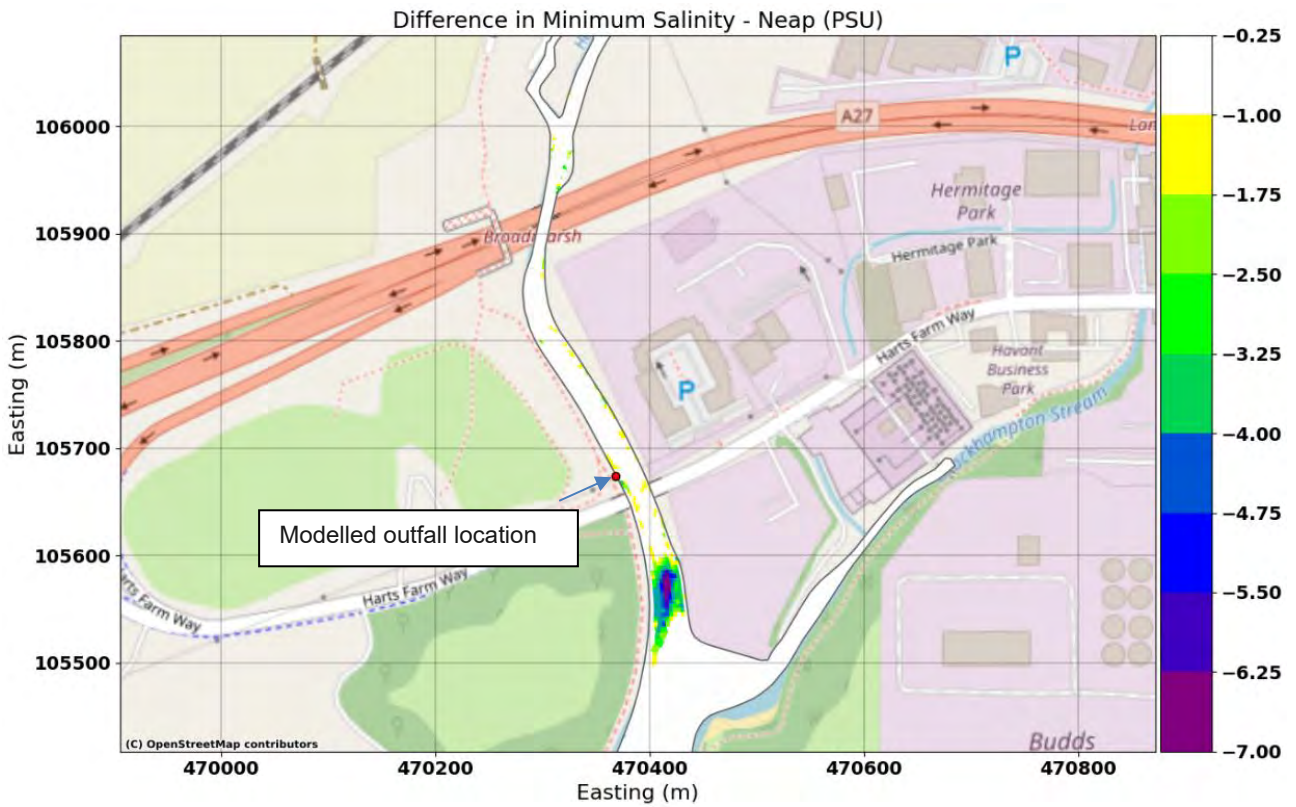 Difference in Minimum Salinity - Neap (PSU)
P
A27
106000
Hermitage
Park
105900
Hermitage Park
105800
Harts Farm Way
Havant
Business
Park
P
105700
Modelled outfall location
105600
Harts Farm Way
Harts Farm Way
105500
Budds
(C) OpenStreetMap contributors
470000
470200
470400
470600
470800
Easting (m)
Easting (m)
−0.25
−1.00
−1.75
−2.50
−3.25
−4.00
−4.75
−5.50
−6.25
−7.00